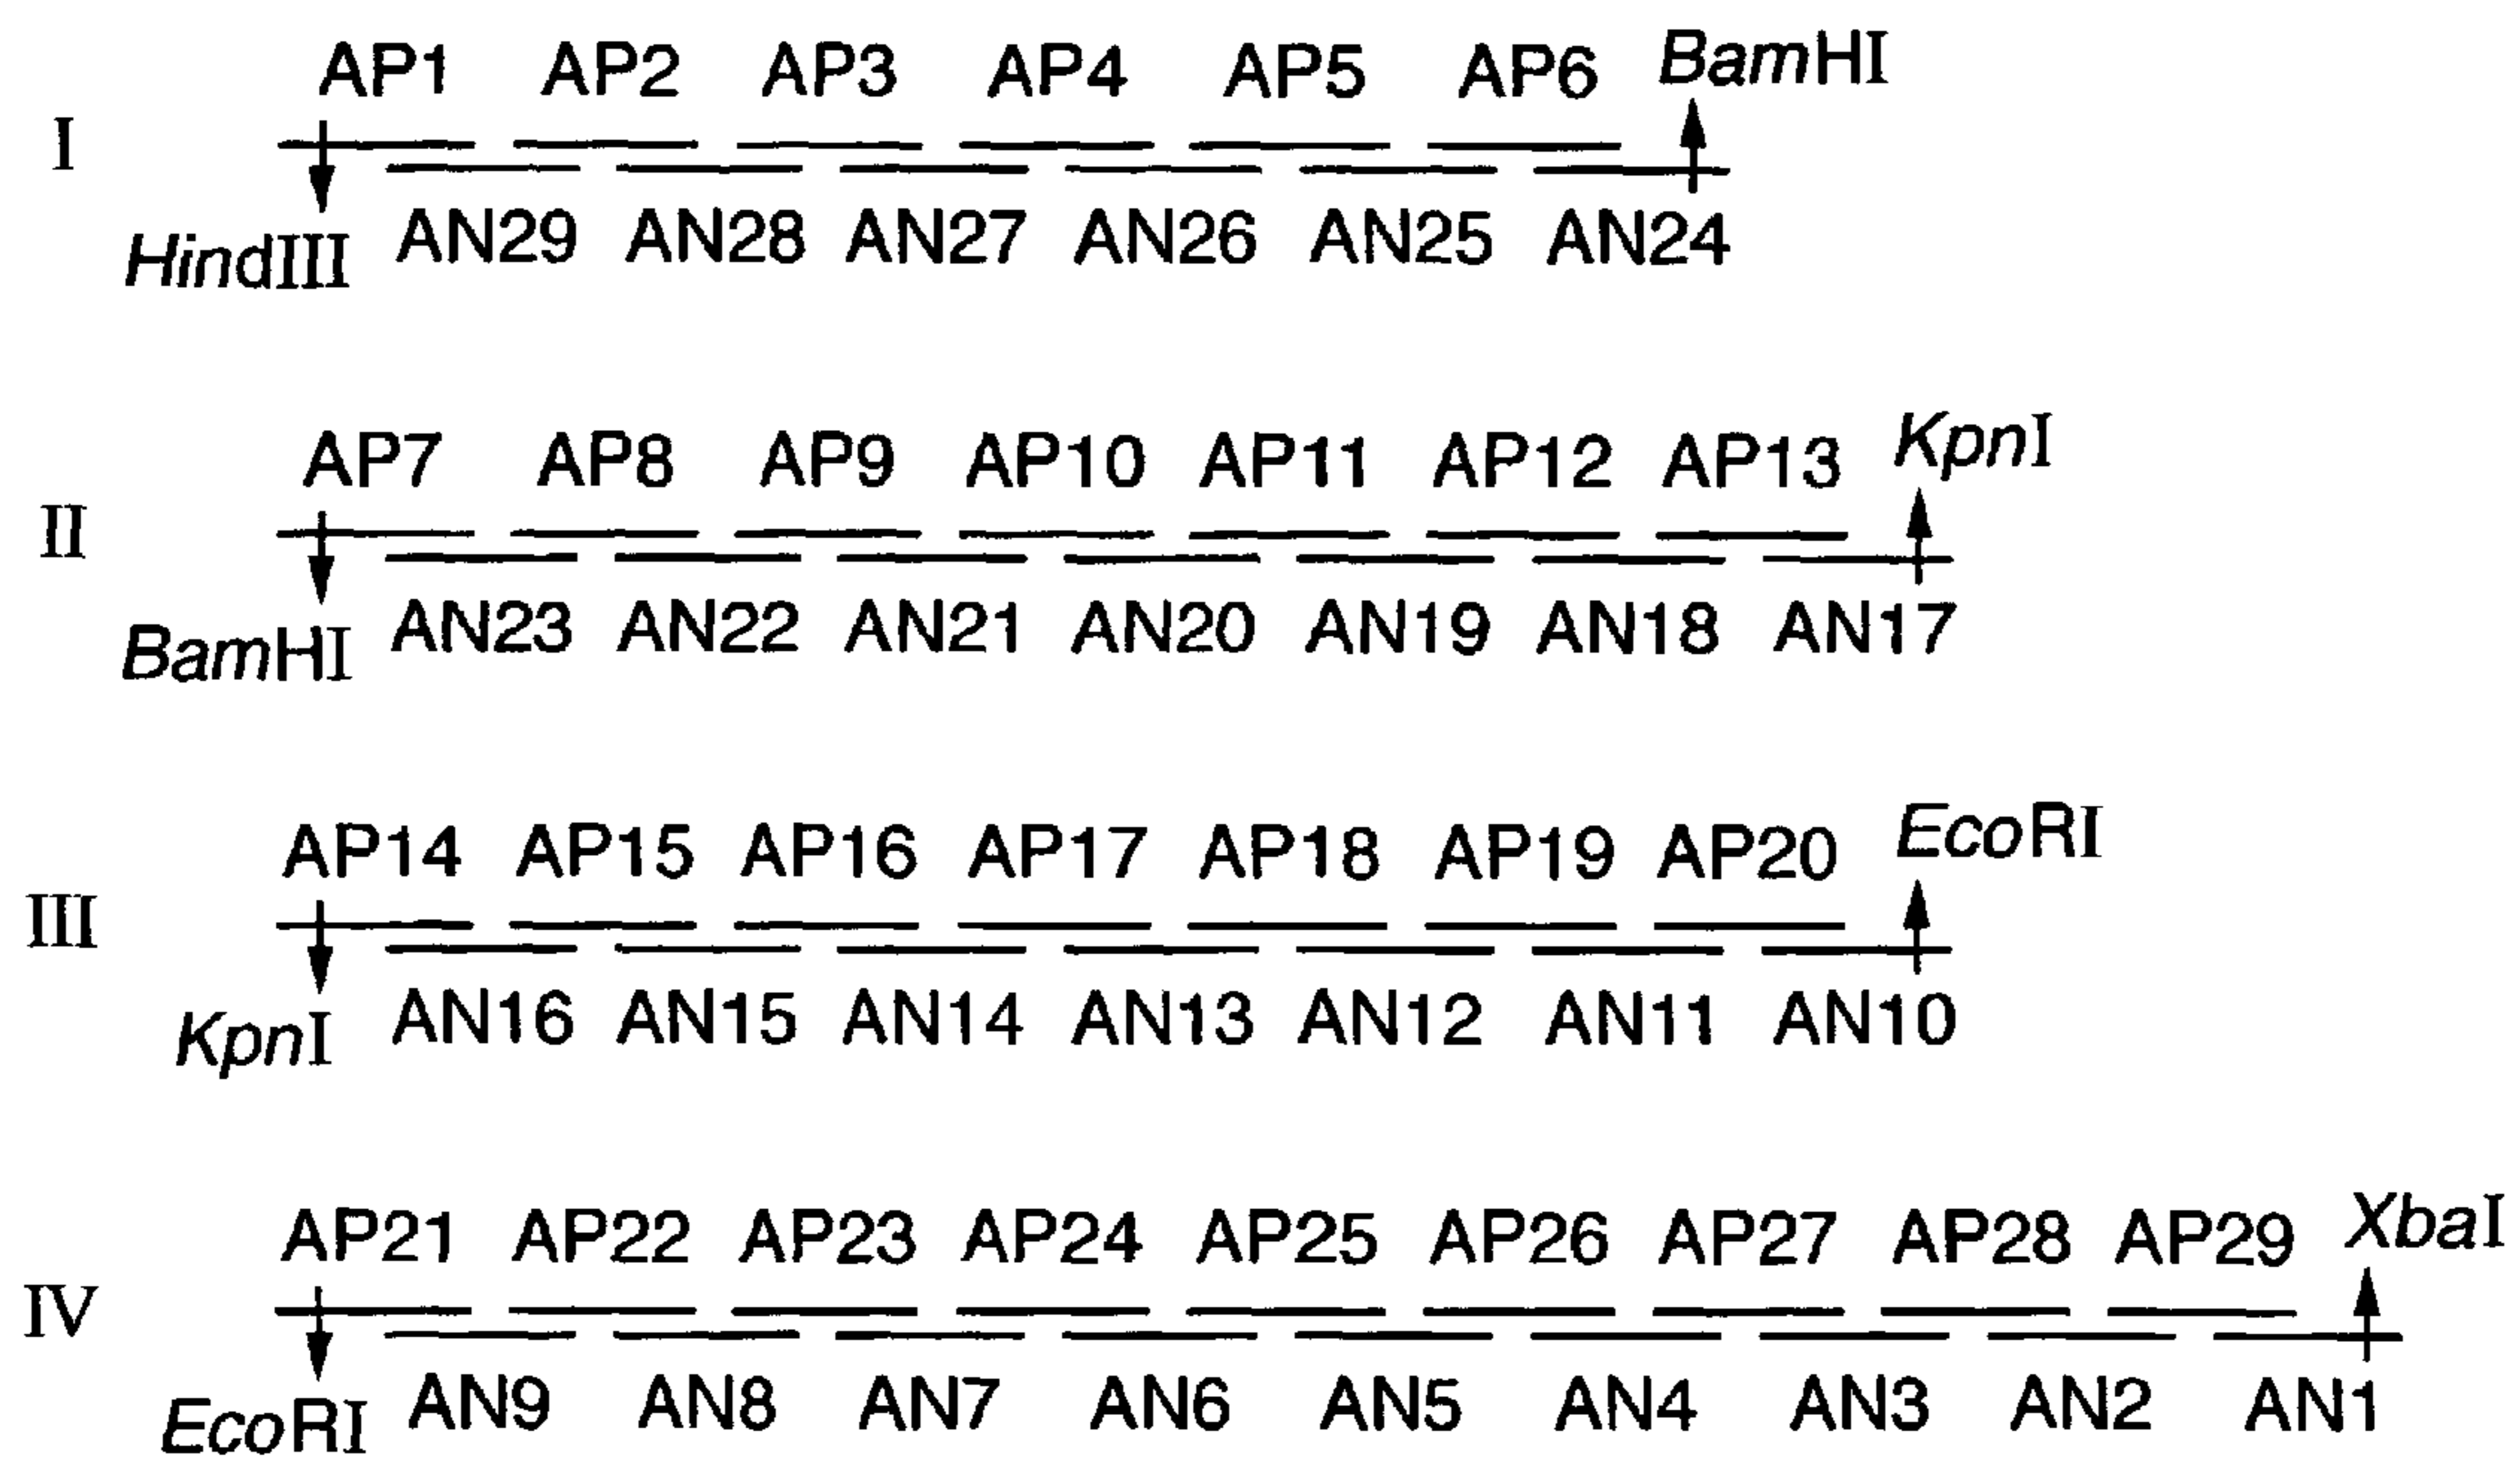 AP1 AP2 AP3 AP4 AP5 AP6 BamHI
I
HindIII AN29 AN28 AN27 AN26 AN25 AN24
AP7 AP8 AP9 AP10 AP11 AP12 AP13 KpnI
II
BamHI AN23 AN22 AN21 AN20 AN19 AN18 AN17
AP14 AP15 AP16 AP17 AP18 AP19 AP20 EcoRI
III
KpnI AN16 AN15 AN14 AN13 AN12 AN11 AN10
AP21 AP22 AP23 AP24 AP25 AP26 AP27 AP28 AP29 XbaI
IV
EcoRI AN9 AN8 AN7 AN6 AN5 AN4 AN3 AN2 AN1